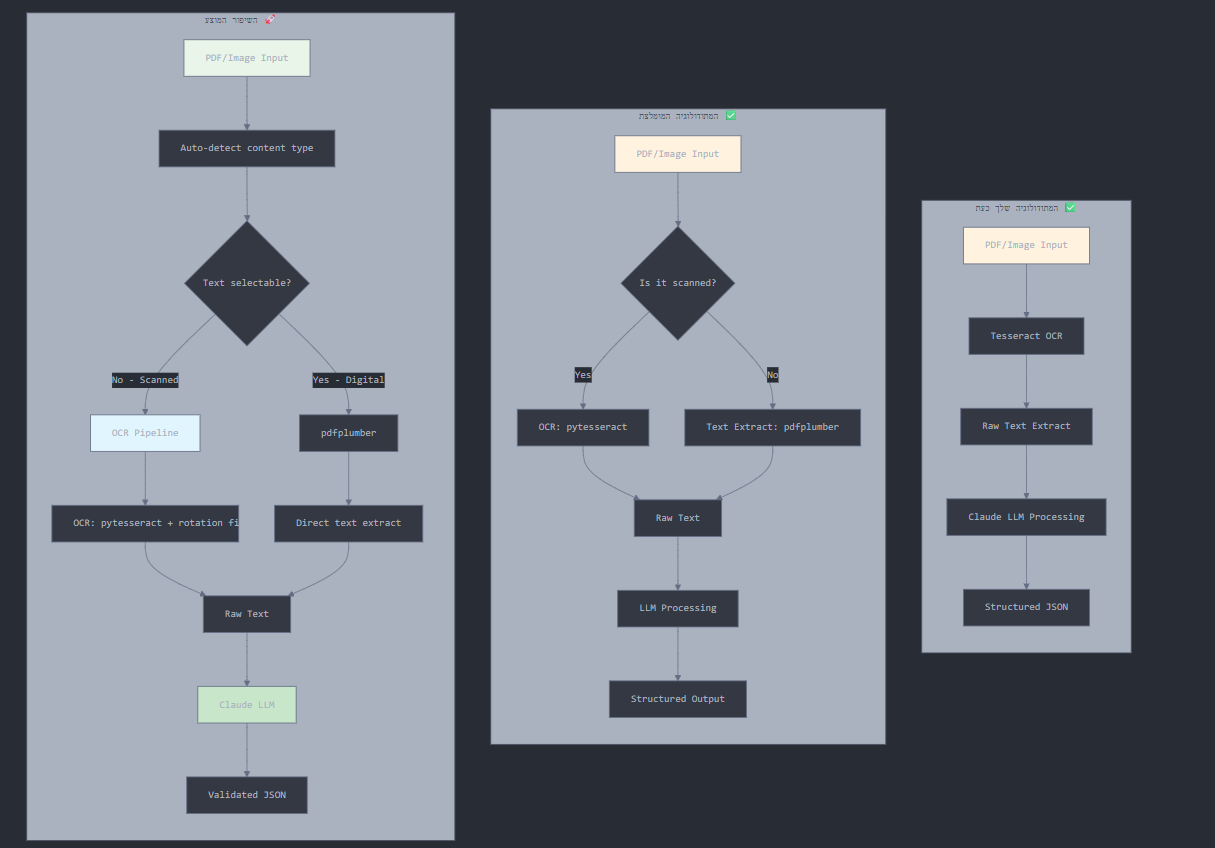 השיפור המוצע 🚀
PDF/Image Input
Auto-detect content type
Text selectable?
No - Scanned
Yes - Digital
OCR Pipeline
pdfplumber
OCR: pytesseract + rotation fi
Direct text extract
Raw Text
Claude LLM
Validated JSON
המתודולוגיה המומלצת ✅
PDF/Image Input
Is it scanned?
Yes
No
OCR: pytesseract
Text Extract: pdfplumber
Raw Text
LLM Processing
Structured Output
המתודולוגיה שלך כעת ✅
PDF/Image Input
Tesseract OCR
Raw Text Extract
Claude LLM Processing
Structured JSON